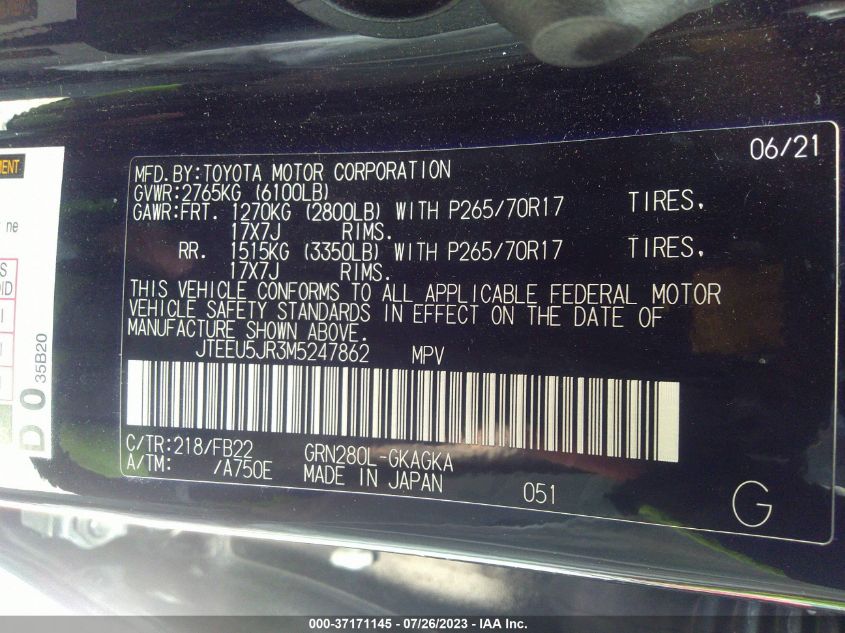 06/21
MFD.BY:TOYOTA MOTOR CORPORATION
GVWR:2765KG (6100LB)
GAWR:FRT. 1270KG (2800LB) WITH P265/70R17 TIRES,
17X7J RIMS.
RR. 1515KG (3350LB) WITH P265/70R17 TIRES,
17X7J RIMS.
THIS VEHICLE CONFORMS TO ALL APPLICABLE FEDERAL MOTOR
VEHICLE SAFETY STANDARDS IN EFFECT ON THE DATE OF
MANUFACTURE SHOWN ABOVE.
JTEEU5JR3M5247862 MPV
C/TR:218/FB22 GRN280L-GKAGKA
A/TM: /A750E MADE IN JAPAN 051
G
ne
D 0 35B20
000-37171145 - 07/26/2023 - IAA Inc.